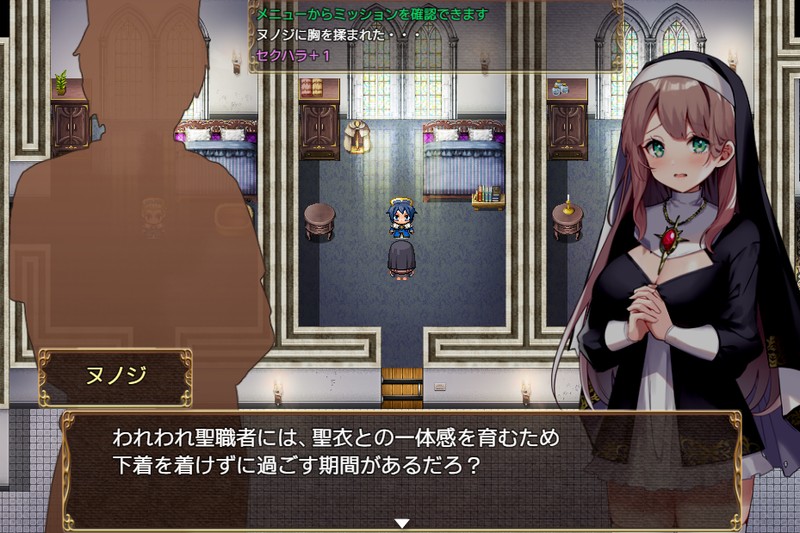 メニューからミッションを確認できます
ヌノジに胸を揉まれた・・・
セクハラ+1
ヌノジ
われわれ聖職者には、聖衣との一体感を育むため
下着を着けずに過ごす期間があるだろ？